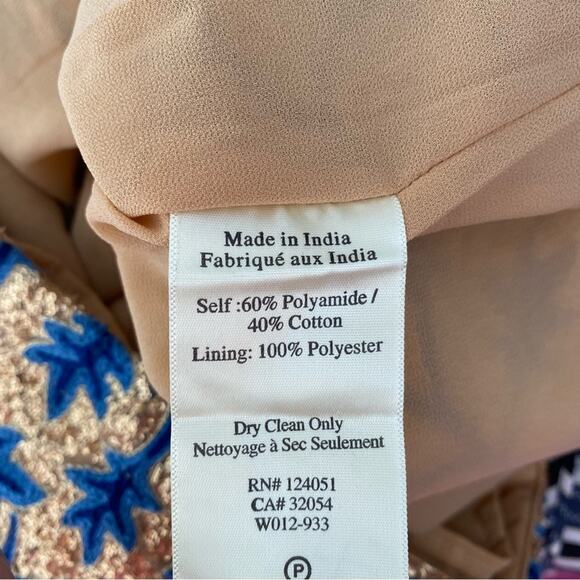 Made in India
Fabriqué aux India
Self :60% Polyamide /
40% Cotton
Lining: 100% Polyester
Dry Clean Only
Nettoyage à Sec Seulement
RN# 124051
CA# 32054
W012-933
P